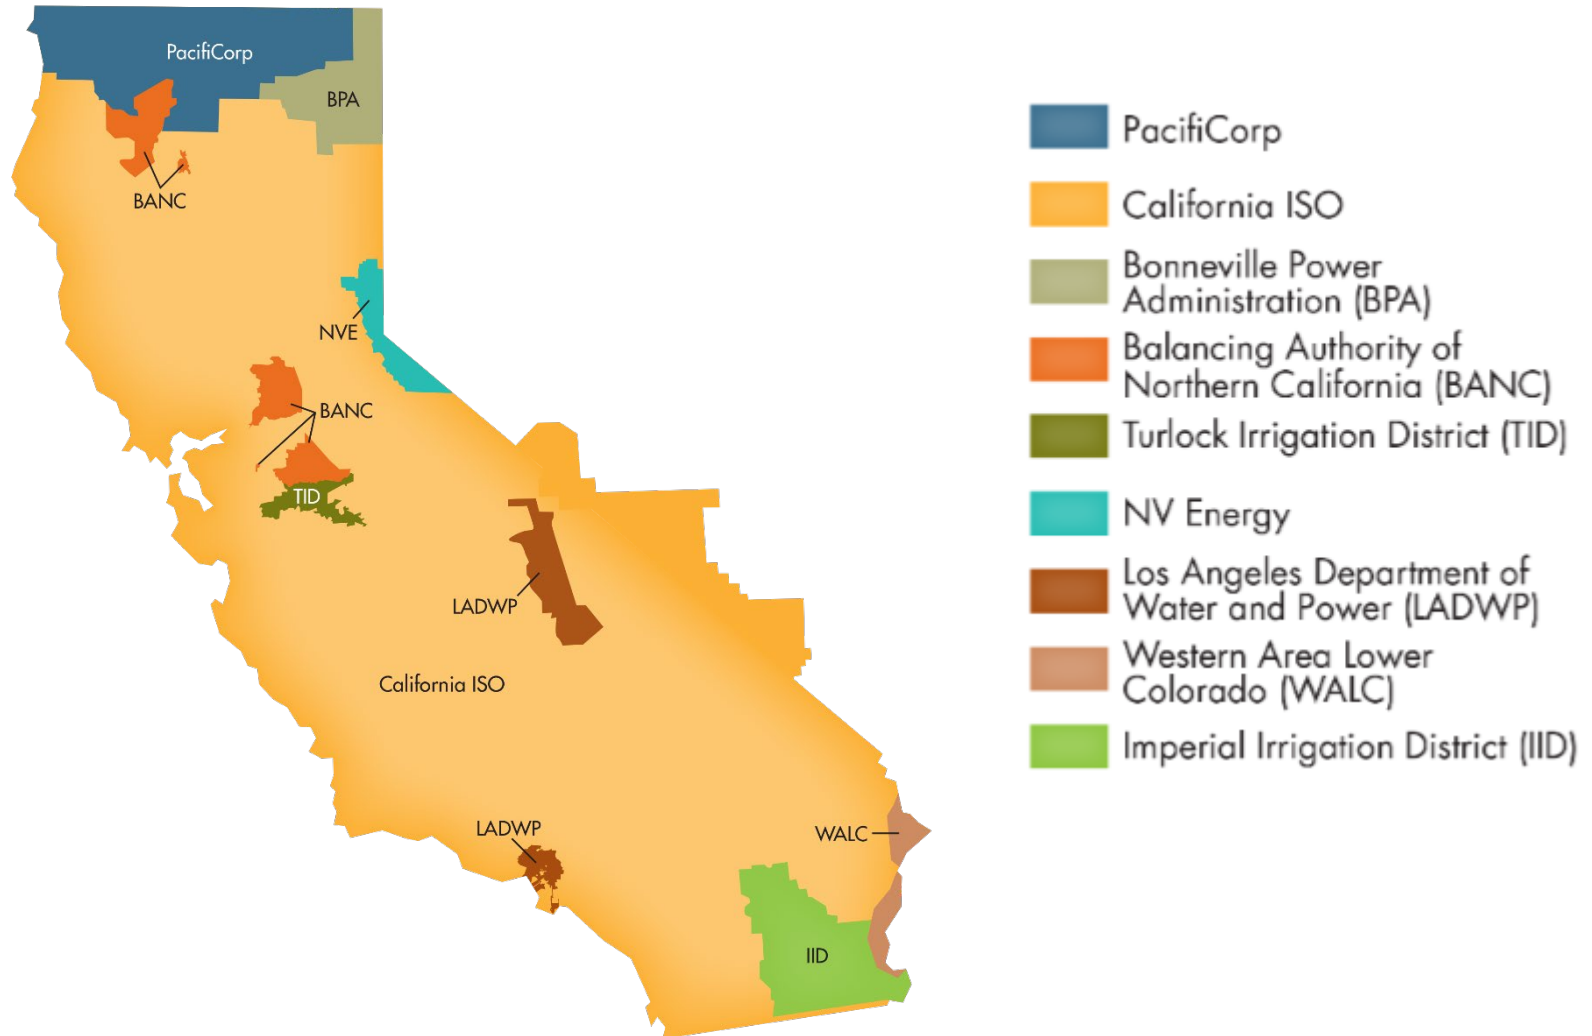 PacifiCorp
BPA
BANC
NVE
BANC
TID
LADWP
California ISO
LADWP
WALC
IID
PacifiCorp
California ISO
Bonneville Power
Administration (BPA)
Balancing Authority of
Northern California (BANC)
Turlock Irrigation District (TID)
NV Energy
Los Angeles Department of
Water and Power (LADWP)
Western Area Lower
Colorado (WALC)
Imperial Irrigation District (IID)